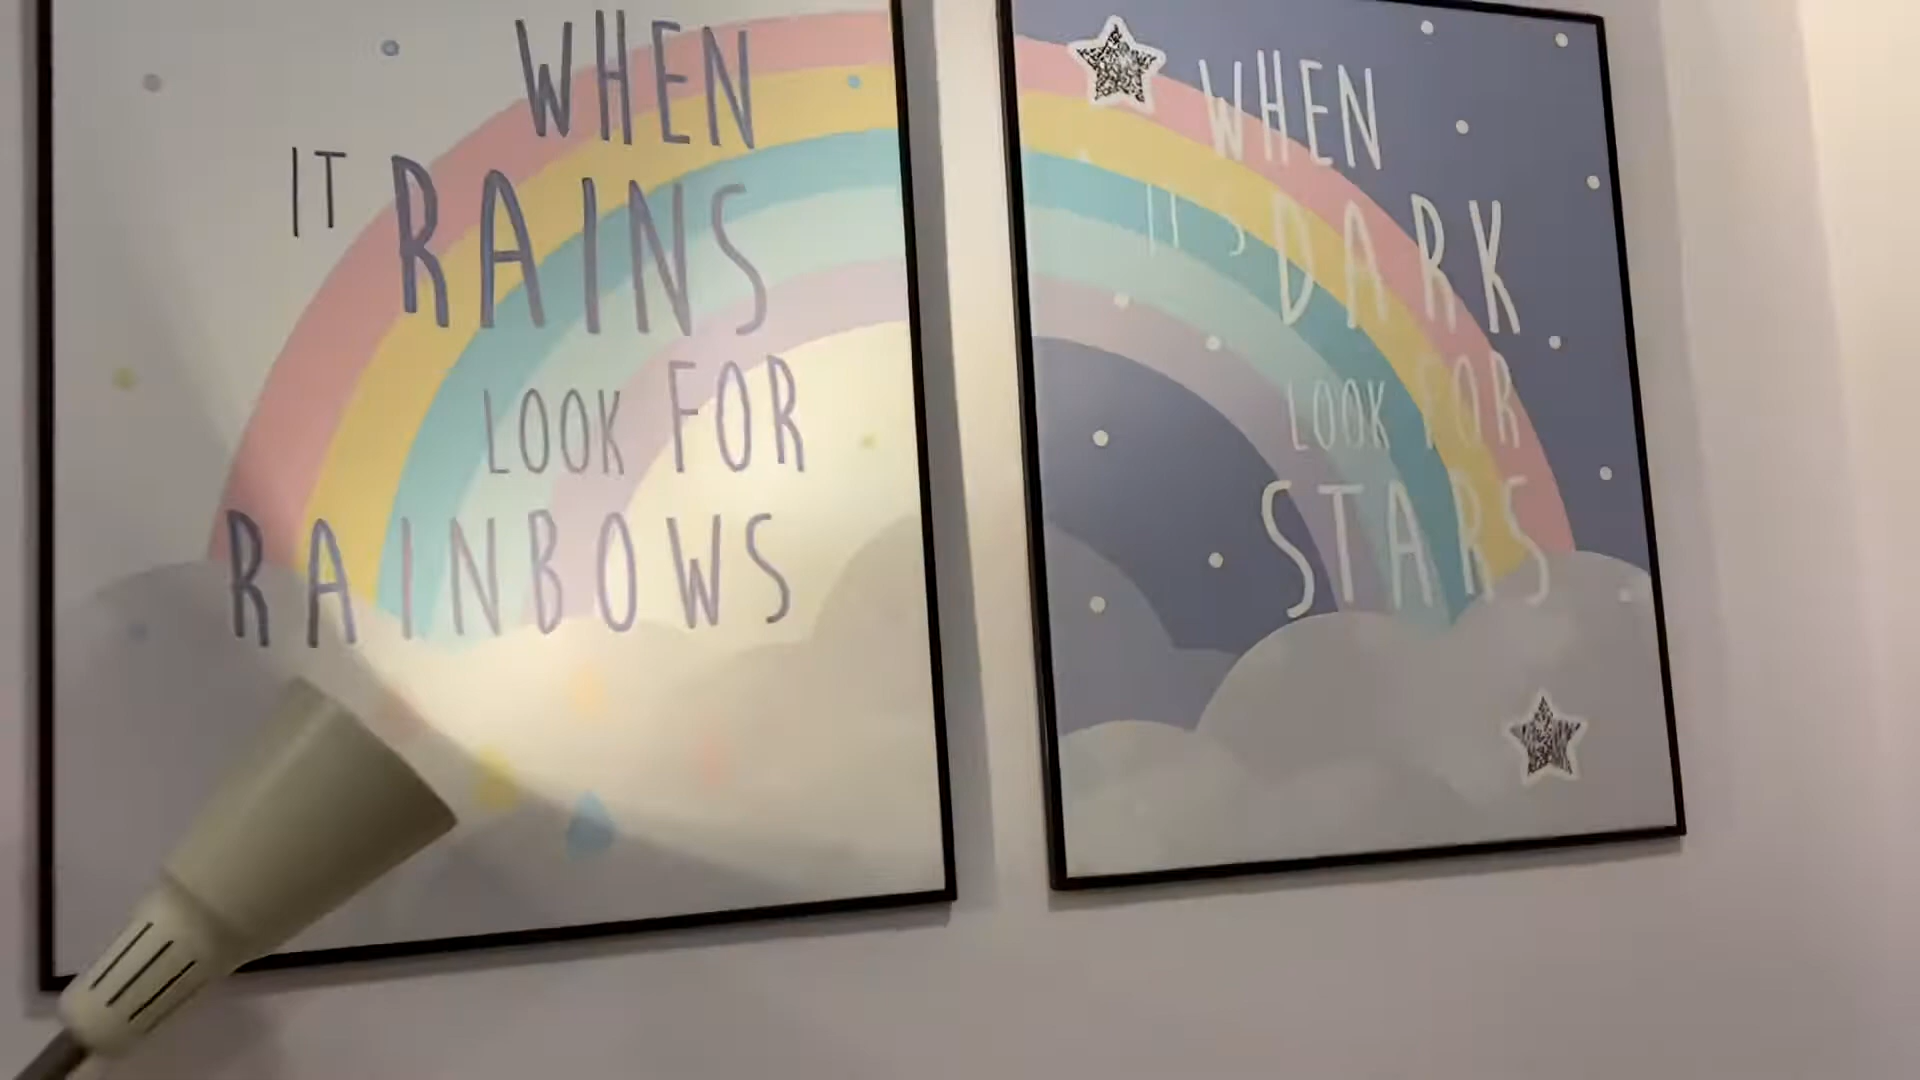 WHEN
IT RAINS
LOOK FOR
RAINBOWS
WHEN
IT'S DARK
LOOK FOR
STARS